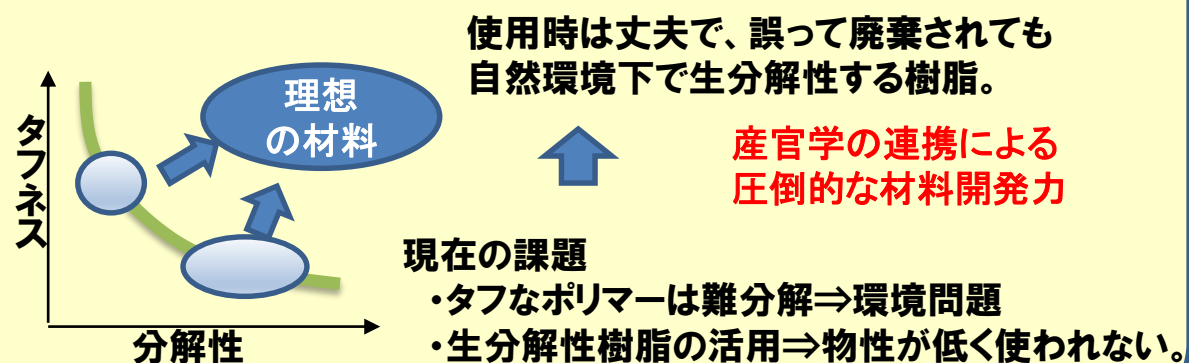 使用時は丈夫で、誤って廃棄されても
自然環境下で生分解性する樹脂。
理想
の材料
タフネス
産官学の連携による
圧倒的な材料開発力
現在の課題
・タフなポリマーは難分解⇒環境問題
・生分解性樹脂の活用⇒物性が低く使われない。
分解性